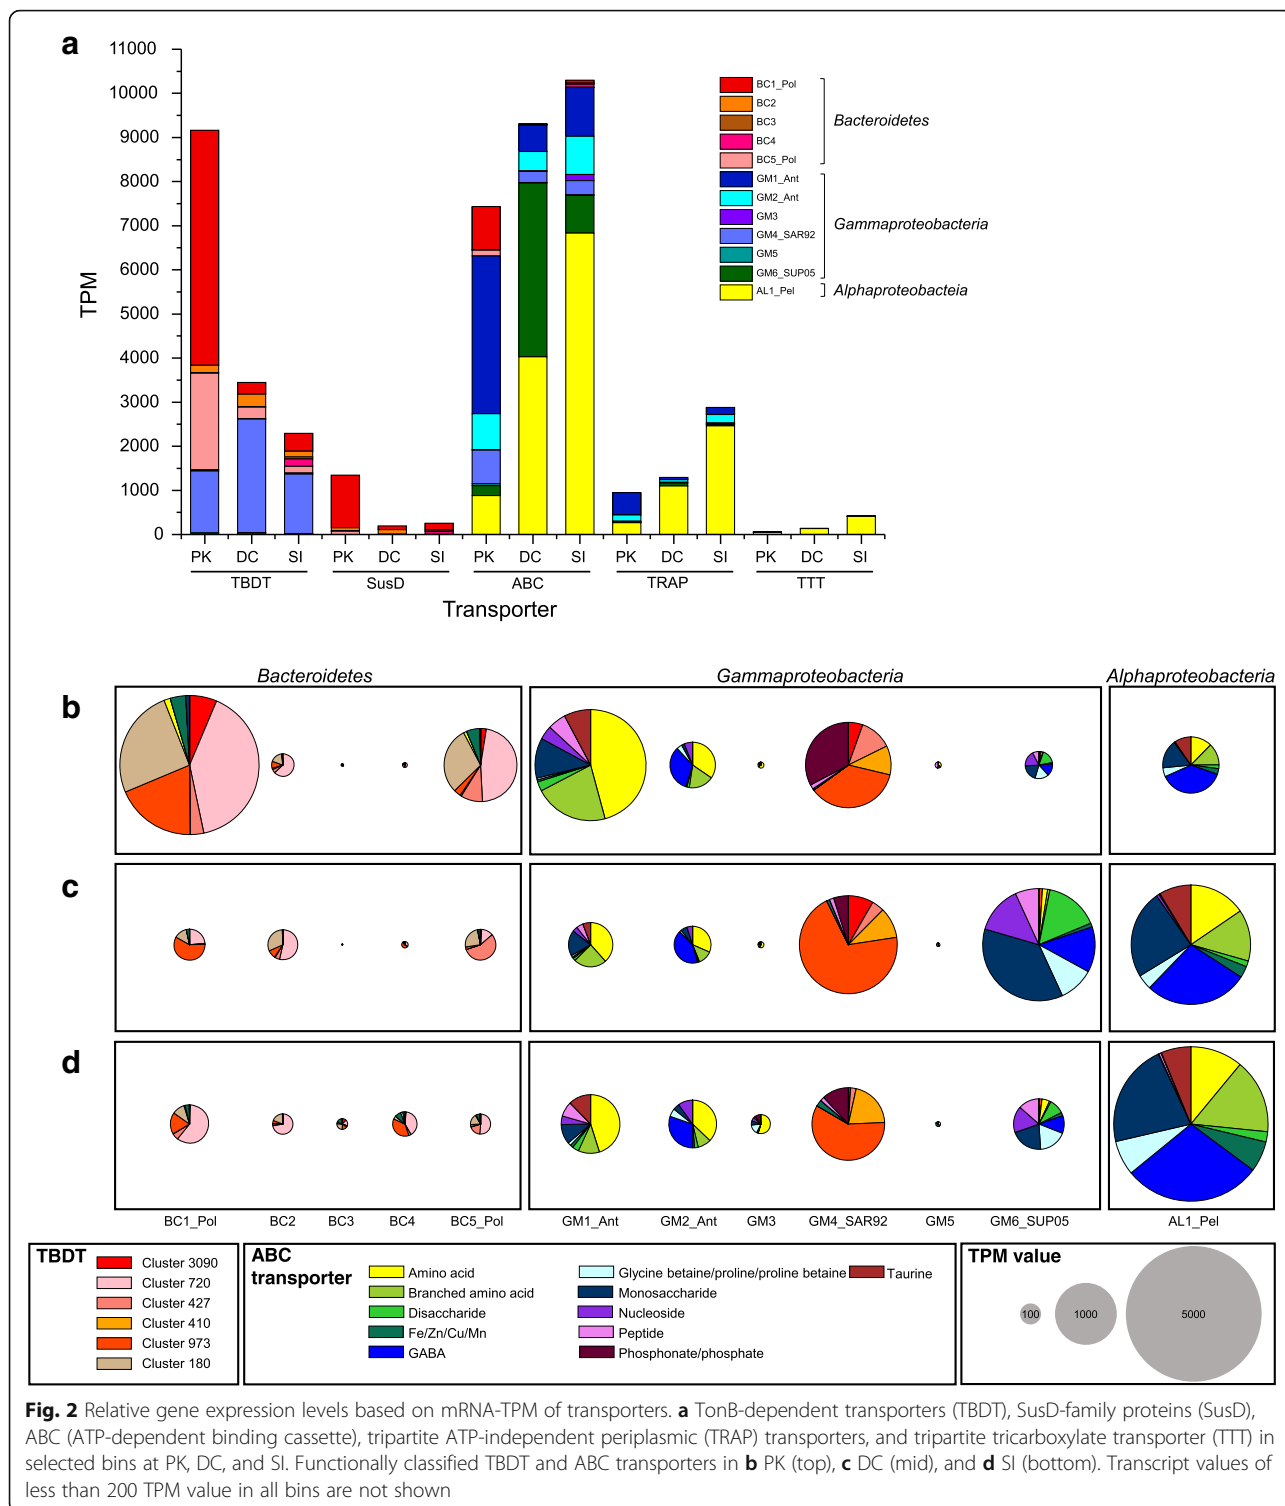 a
11000
10000
9000
8000
7000
6000
5000
4000
3000
2000
1000
0
TPM
BC1_Pol
BC2
BC3
BC4
BC5_Pol
Bacteroidetes
GM1_Ant
GM2_Ant
GM3
GM4_SAR92
GM5
GM6_SUP05
Gammaproteobacteria
AL1_Pel
Alphaproteobacteia
PK DC SI PK DC SI PK DC SI PK DC SI PK DC SI
TBDT SusD ABC TRAP TTT
Transporter
Bacteroidetes Gammaproteobacteria Alphaproteobacteria
b
c
d
BC1_Pol BC2 BC3 BC4 BC5_Pol GM1_Ant GM2_Ant GM3 GM4_SAR92 GM5 GM6_SUP05 AL1_Pel
TBDT
Cluster 3090
Cluster 720
Cluster 427
Cluster 410
Cluster 973
Cluster 180
ABC
transporter
Amino acid
Branched amino acid
Disaccharide
Fe/Zn/Cu/Mn
GABA
Glycine betaine/proline/proline betaine
Monosaccharide
Nucleoside
Peptide
Phosphonate/phosphate
Taurine
TPM value
100 1000 5000
Fig. 2 Relative gene expression levels based on mRNA-TPM of transporters. a TonB-dependent transporters (TBDT), SusD-family proteins (SusD),
ABC (ATP-dependent binding cassette), tripartite ATP-independent periplasmic (TRAP) transporters, and tripartite tricarboxylate transporter (TTT) in
selected bins at PK, DC, and SI. Functionally classified TBDT and ABC transporters in b PK (top), c DC (mid), and d SI (bottom). Transcript values of
less than 200 TPM value in all bins are not shown